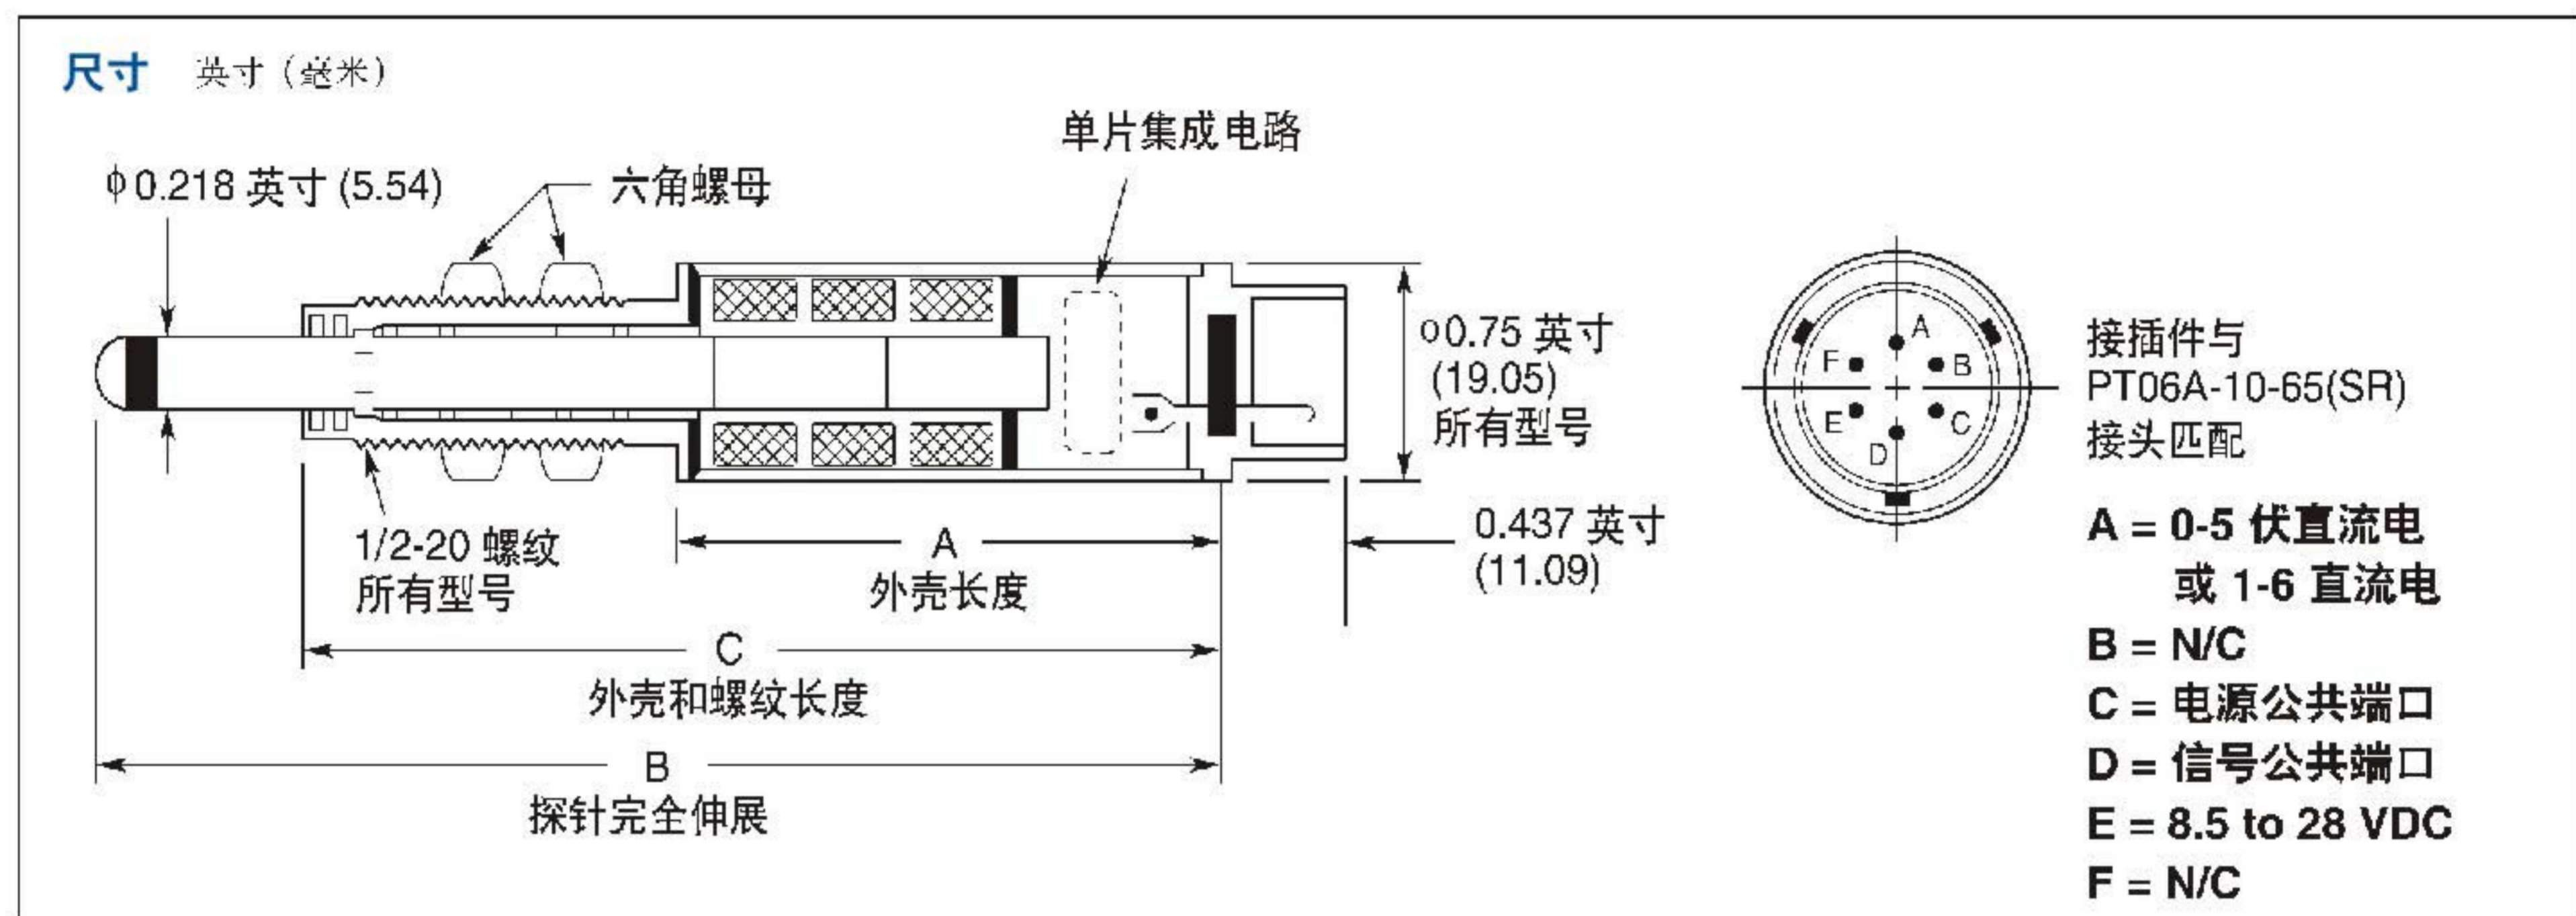 尺寸 英寸 (毫米)
单片集成电路
ϕ0.218 英寸 (5.54)
六角螺母
1/2-20 螺纹
所有型号
A
外壳长度
C
外壳和螺纹长度
B
探针完全伸展
o0.75 英寸
(19.05)
所有型号
0.437 英寸
(11.09)
A
B
C
D
E
F
接插件与
PT06A-10-65(SR)
接头匹配
A = 0-5 伏直流电
或 1-6 直流电
B = N/C
C = 电源公共端口
D = 信号公共端口
E = 8.5 to 28 VDC
F = N/C